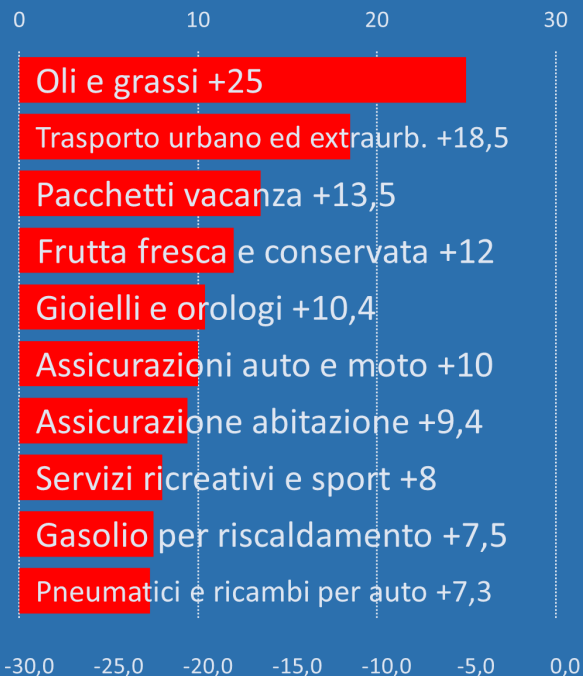 0 10 20 30
Oli e grassi +25
Trasporto urbano ed extraurb. +18,5
Pacchetti vacanza +13,5
Frutta fresca e conservata +12
Gioielli e orologi +10,4
Assicurazioni auto e moto +10
Assicurazione abitazione +9,4
Servizi ricreativi e sport +8
Gasolio per riscaldamento +7,5
Pneumatici e ricambi per auto +7,3
-30,0 -25,0 -20,0 -15,0 -10,0 -5,0 0,0